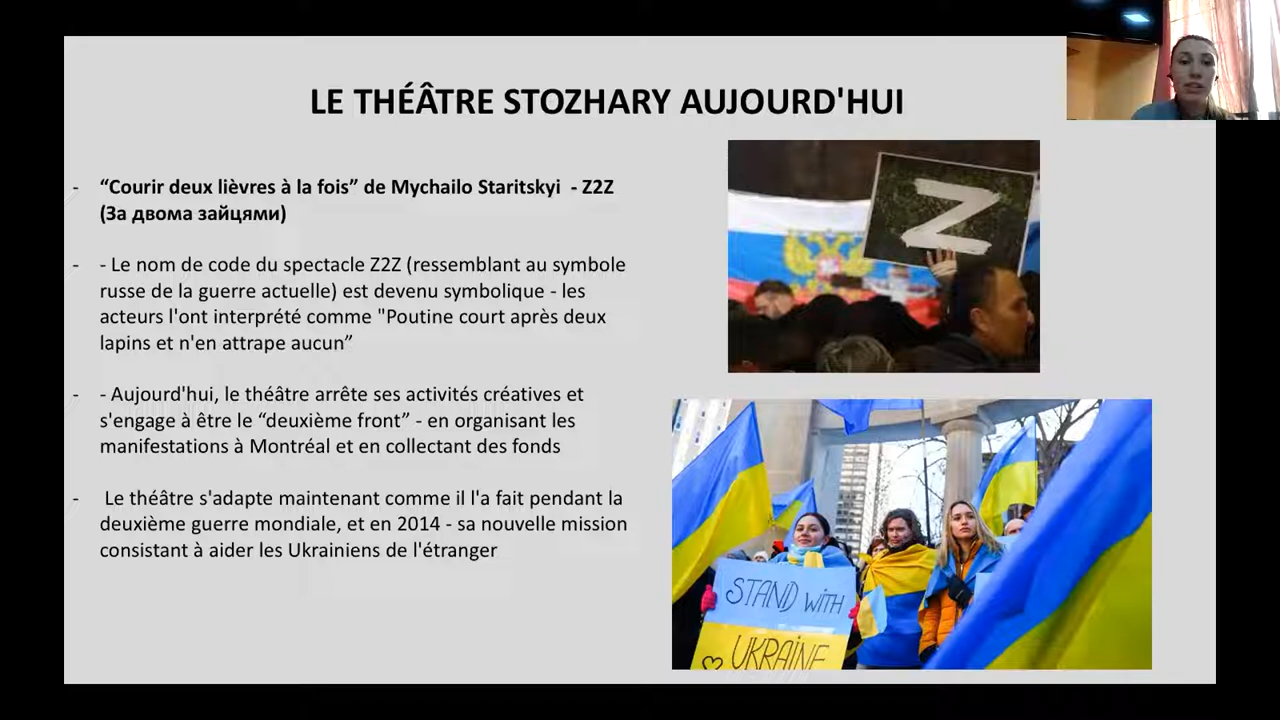 LE THÉÂTRE STOZHARY AUJOURD'HUI
- “Courir deux lièvres à la fois” de Mychailo Staritskyi - Z2Z
(За двома зайцями)
- - Le nom de code du spectacle Z2Z (ressemblant au symbole
russe de la guerre actuelle) est devenu symbolique - les
acteurs l'ont interprété comme "Poutine court après deux
lapins et n'en attrape aucun”
- - Aujourd'hui, le théâtre arrête ses activités créatives et
s'engage à être le “deuxième front” - en organisant les
manifestations à Montréal et en collectant des fonds
- Le théâtre s'adapte maintenant comme il l'a fait pendant la
deuxième guerre mondiale, et en 2014 - sa nouvelle mission
consistant à aider les Ukrainiens de l'étranger
Z
STAND WITH
UKRAINE